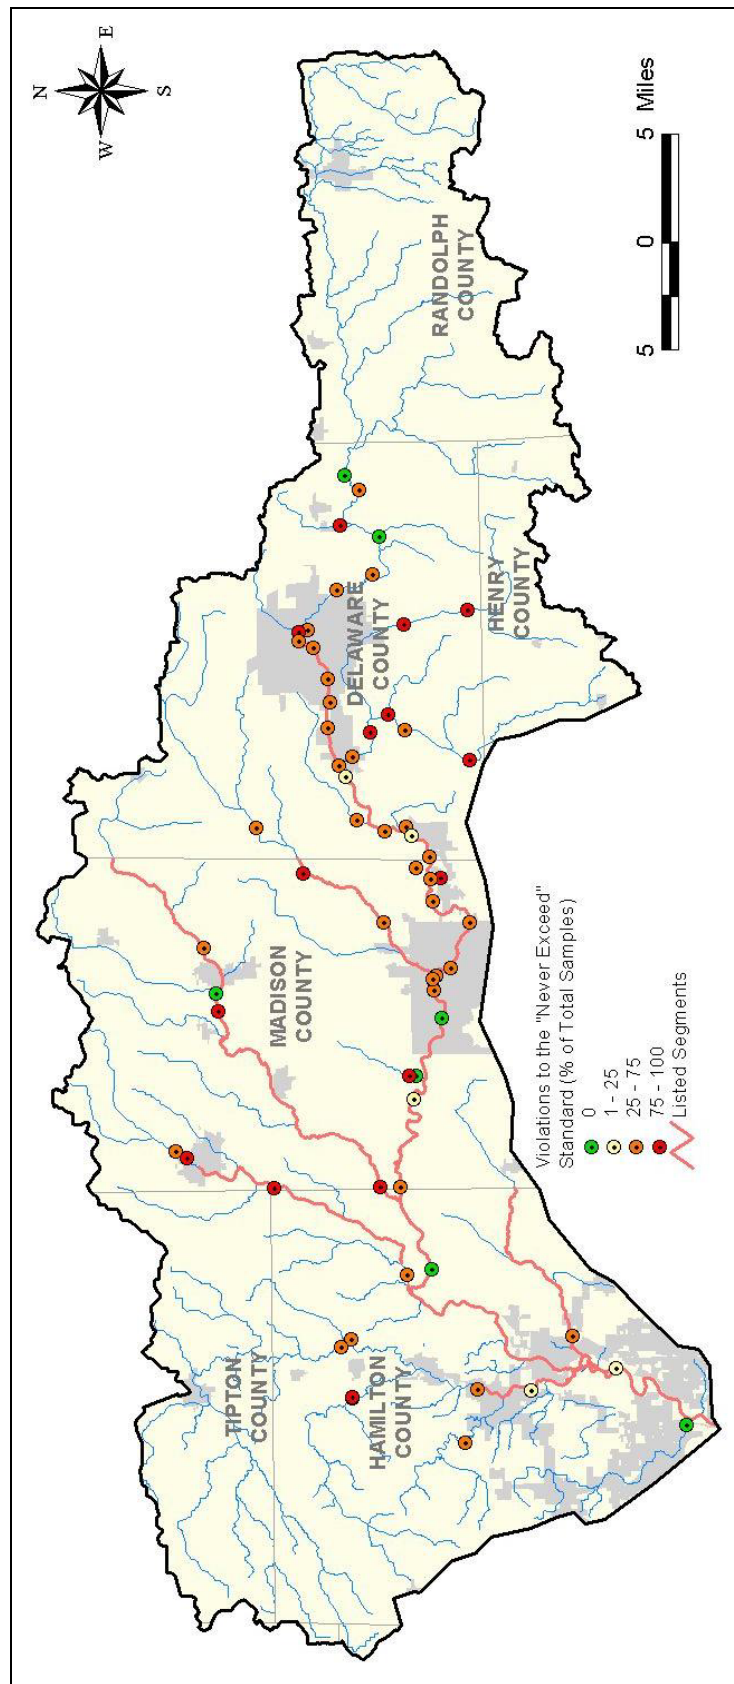 N
E
W
S
RANDOLPH
COUNTY
DELAWARE
COUNTY
HENRY
COUNTY
MADISON
COUNTY
TIPTON
COUNTY
HAMILTON
COUNTY
5 0 5 Miles
Violations to the "Never Exceed"
Standard (% of Total Samples)
0
1 - 25
25 - 75
75 - 100
Listed Segments